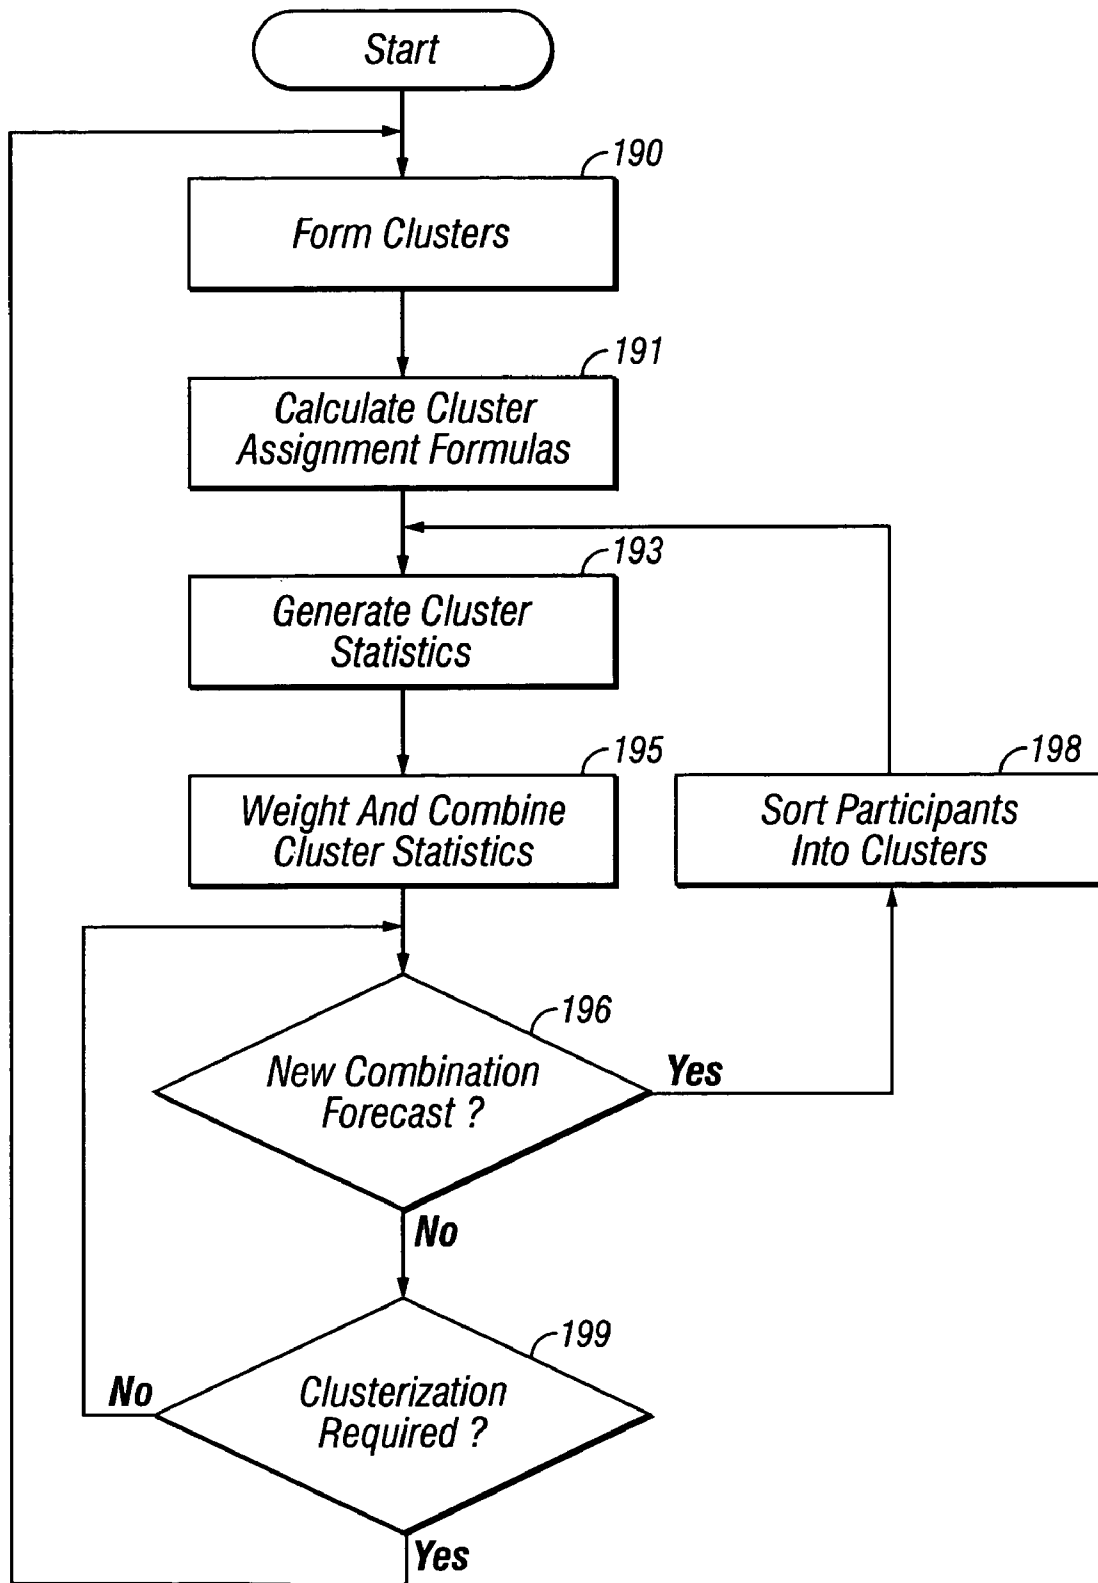 Start
190
Form Clusters
191
Calculate Cluster
Assignment Formulas
193
Generate Cluster
Statistics
195
Weight And Combine
Cluster Statistics
198
Sort Participants
Into Clusters
196
New Combination
Forecast ?
Yes
No
199
Clusterization
Required ?
No
Yes